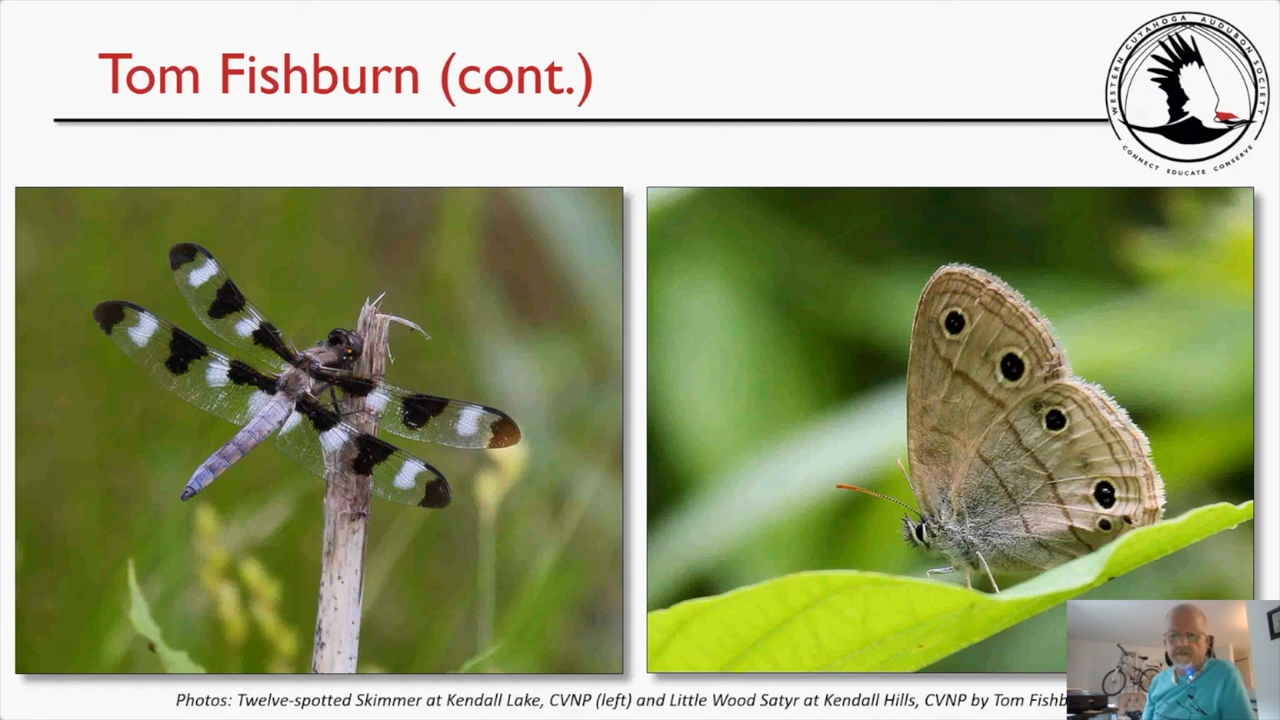 Tom Fishburn (cont.)
WESTERN CUYAHOGA AUDUBON SOCIETY
CONNECT EDUCATE CONSERVE
Photos: Twelve-spotted Skimmer at Kendall Lake, CVNP (left) and Little Wood Satyr at Kendall Hills, CVNP by Tom